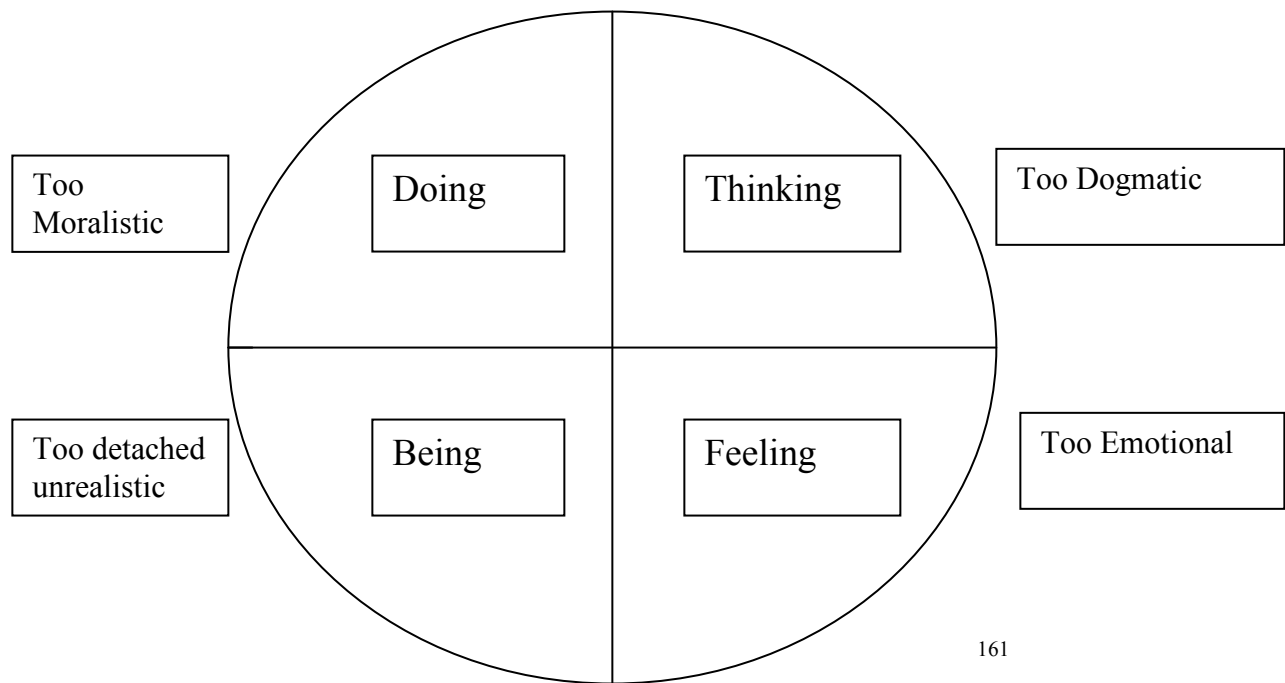 Too
Moralistic
Doing
Thinking
Too Dogmatic
Too detached
unrealistic
Being
Feeling
Too Emotional
161